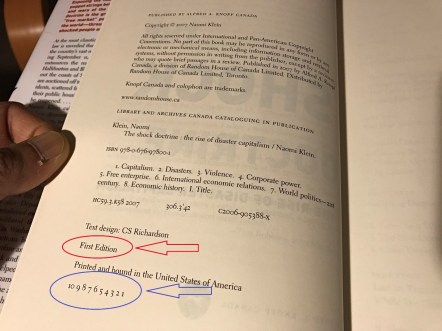 PUBLISHED BY ALFRED A. KNOPF CANADA
Copyright © 2007 Naomi Klein
All rights reserved under International and Pan-American Copyright
Conventions. No part of this book may be reproduced in any form or by any
electronic or mechanical means, including information storage and retrieval
systems, without permission in writing from the publisher, except by a reviewer
who may quote brief passages in a review. Published in 2007 by Alfred A. Knopf
Canada, a division of Random House of Canada Limited. Distributed by
Random House of Canada Limited, Toronto.
Knopf Canada and colophon are trademarks.
www.randomhouse.ca
LIBRARY AND ARCHIVES CANADA CATALOGUING IN PUBLICATION
Klein, Naomi
The shock doctrine : the rise of disaster capitalism / Naomi Klein.
ISBN 978-0-676-97800-1
1. Capitalism. 2. Disasters. 3. Violence. 4. Corporate power.
5. Free enterprise. 6. International economic relations. 7. World politics—
century. 8. Economic history. I. Title.
HC59.3.K58 2007 306.3'42 C2006-905388-X
Text design: CS Richardson
First Edition
Printed and bound in the United States of America
10 9 8 7 6 5 4 3 2 1